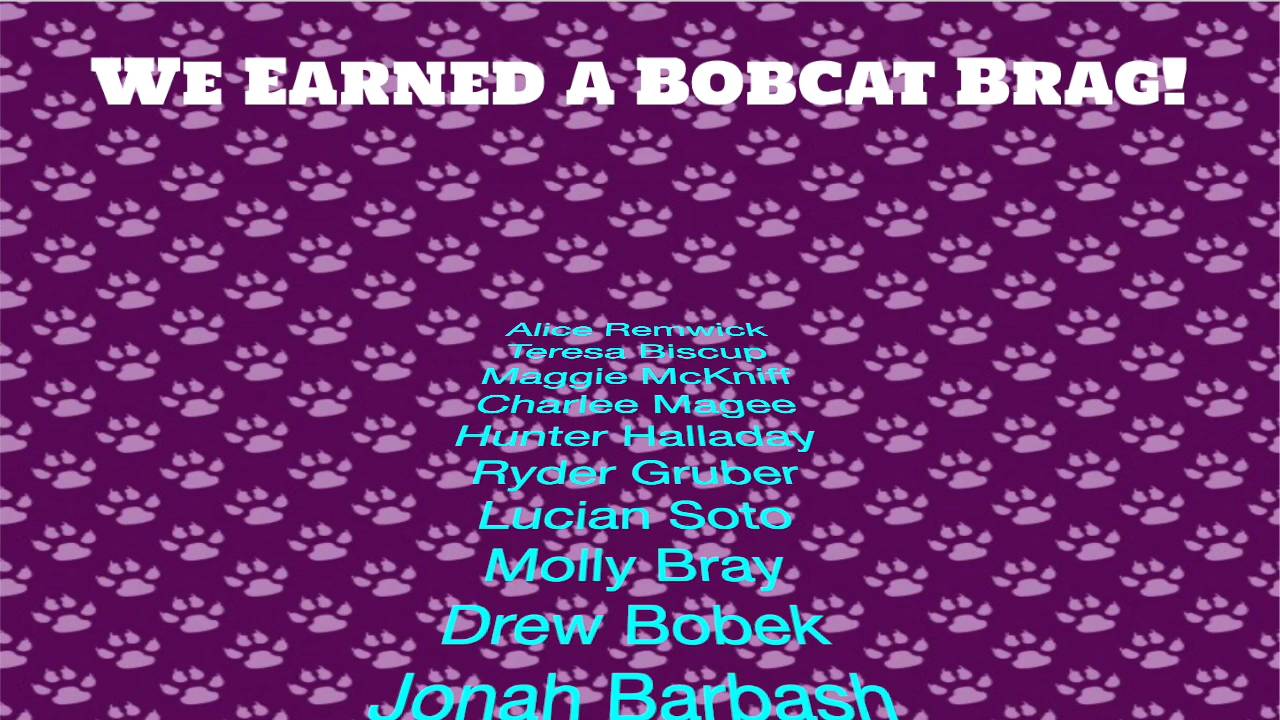 We Earned a Bobcat Brag!
Alice Remwick
Teresa Biscup
Maggie McKniff
Charlee Magee
Hunter Halladay
Ryder Gruber
Lucian Soto
Molly Bray
Drew Bobek
Jonah Barbash